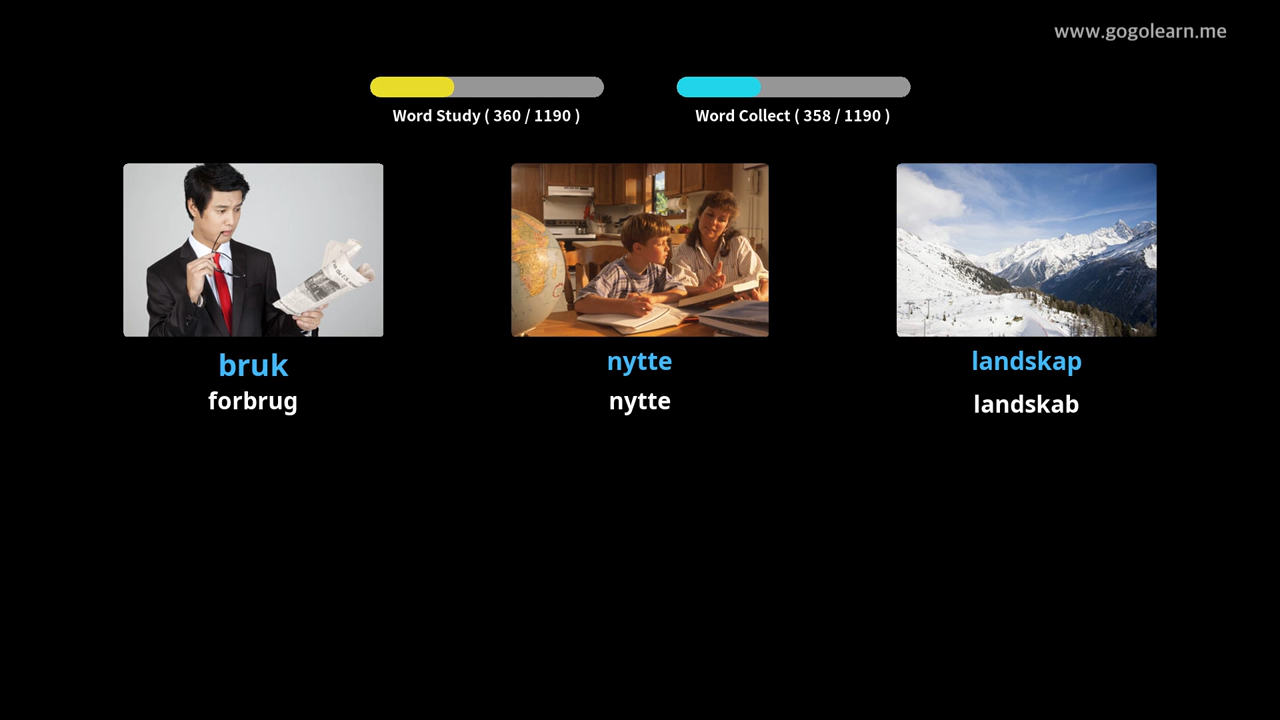 www.gogolearn.me
Word Study ( 360 / 1190 )
Word Collect ( 358 / 1190 )
bruk
forbrug
nytte
nytte
landskap
landskab